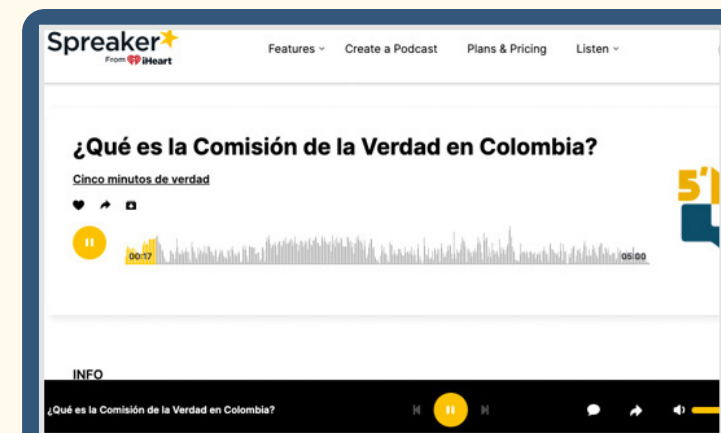 Spreaker
From iHeart
Features
Create a Podcast
Plans & Pricing
Listen
¿Qué es la Comisión de la Verdad en Colombia?
Cinco minutos de verdad
00:17
05:00
5'
INFO
¿Qué es la Comisión de la Verdad en Colombia?